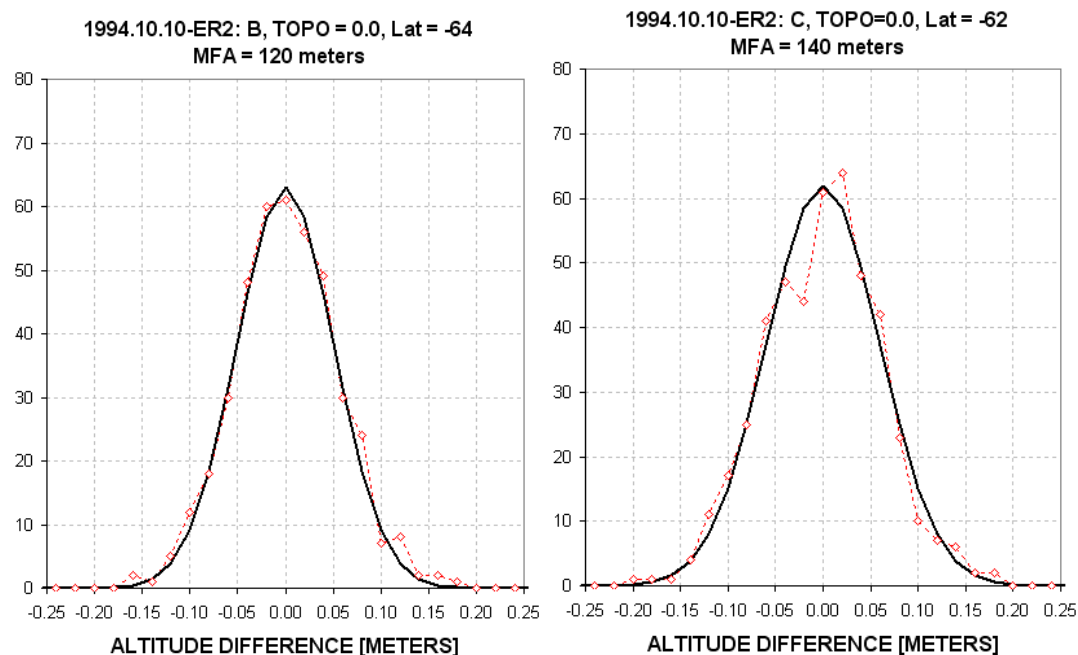 1994.10.10-ER2: B, TOPO = 0.0, Lat = -64
MFA = 120 meters
80
70
60
50
40
30
20
10
0
-0.25 -0.20 -0.15 -0.10 -0.05 0.00 0.05 0.10 0.15 0.20 0.25
ALTITUDE DIFFERENCE [METERS]
1994.10.10-ER2: C, TOPO=0.0, Lat = -62
MFA = 140 meters
80
70
60
50
40
30
20
10
0
-0.25 -0.20 -0.15 -0.10 -0.05 0.00 0.05 0.10 0.15 0.20 0.25
ALTITUDE DIFFERENCE [METERS]